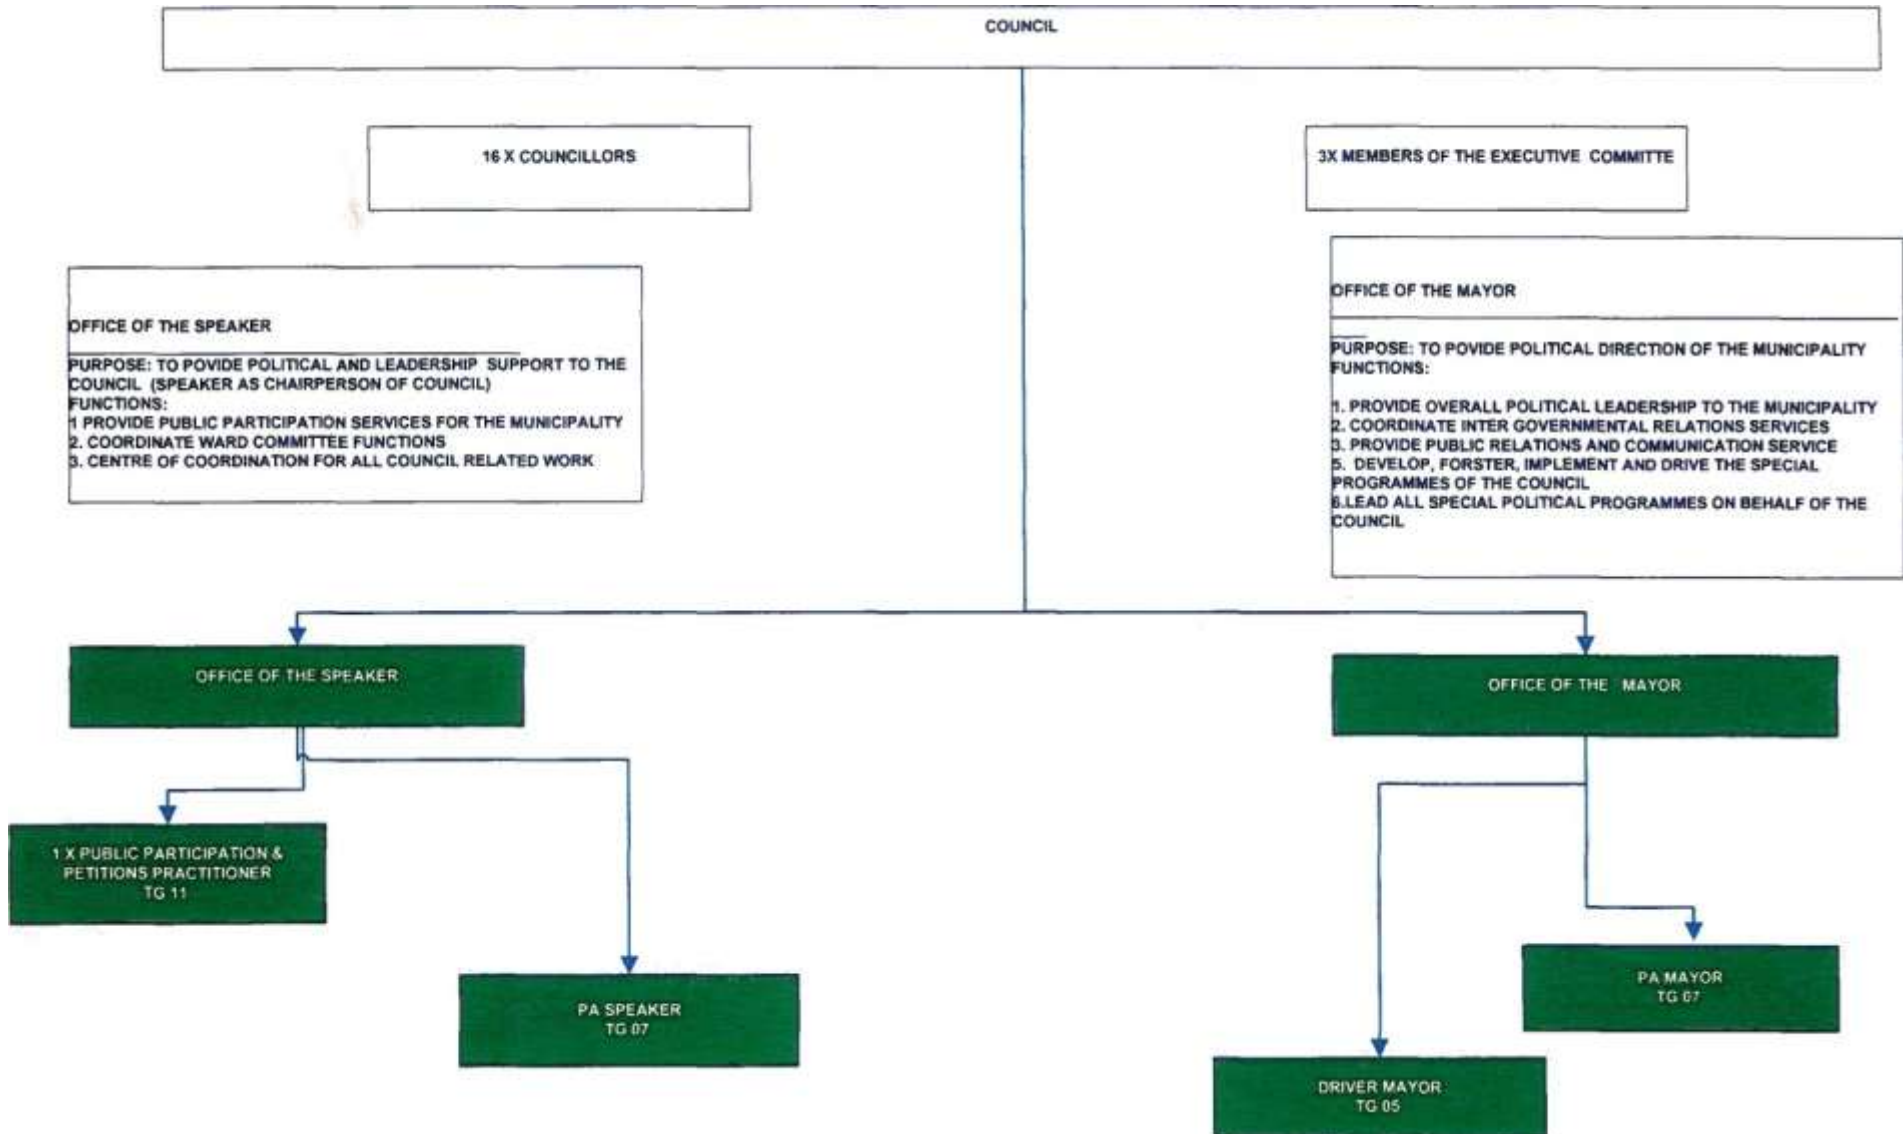 COUNCIL
16 X COUNCILLORS
3X MEMBERS OF THE EXECUTIVE COMMITTE
OFFICE OF THE SPEAKER
PURPOSE: TO POVIDE POLITICAL AND LEADERSHIP SUPPORT TO THE
COUNCIL (SPEAKER AS CHAIRPERSON OF COUNCIL)
FUNCTIONS:
1 PROVIDE PUBLIC PARTICIPATION SERVICES FOR THE MUNICIPALITY
2. COORDINATE WARD COMMITTEE FUNCTIONS
3. CENTRE OF COORDINATION FOR ALL COUNCIL RELATED WORK
OFFICE OF THE MAYOR
PURPOSE: TO POVIDE POLITICAL DIRECTION OF THE MUNICIPALITY
FUNCTIONS:
1. PROVIDE OVERALL POLITICAL LEADERSHIP TO THE MUNICIPALITY
2. COORDINATE INTER GOVERNMENTAL RELATIONS SERVICES
3. PROVIDE PUBLIC RELATIONS AND COMMUNICATION SERVICE
5. DEVELOP, FORSTER, IMPLEMENT AND DRIVE THE SPECIAL
PROGRAMMES OF THE COUNCIL
6.LEAD ALL SPECIAL POLITICAL PROGRAMMES ON BEHALF OF THE
COUNCIL
OFFICE OF THE SPEAKER
OFFICE OF THE MAYOR
1 X PUBLIC PARTICIPATION &
PETITIONS PRACTITIONER
TG 11
PA SPEAKER
TG 07
PA MAYOR
TG 07
DRIVER MAYOR
TG 05